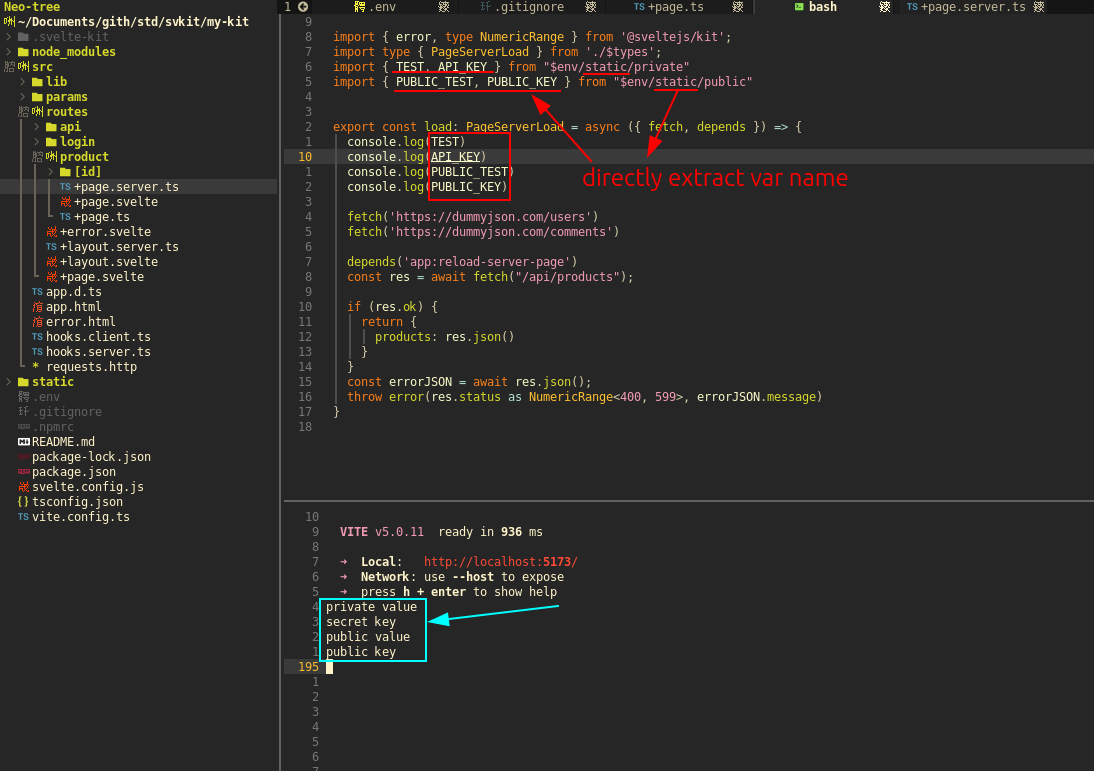 Neo-tree
~/Documents/gith/std/svkit/my-kit
.svelte-kit
node_modules
src
lib
params
routes
api
login
product
[id]
TS +page.server.ts
+page.svelte
TS +page.ts
+error.svelte
TS +layout.server.ts
+layout.svelte
+page.svelte
TS app.d.ts
app.html
error.html
TS hooks.client.ts
TS hooks.server.ts
* requests.http
static
.env
.gitignore
.npmrc
README.md
package-lock.json
package.json
svelte.config.js
{} tsconfig.json
TS vite.config.ts
1 .env .gitignore TS +page.ts bash TS +page.server.ts
9
8 import { error, type NumericRange } from '@sveltejs/kit';
7 import type { PageServerLoad } from './$types';
6 import { TEST, API_KEY } from "$env/static/private"
5 import { PUBLIC_TEST, PUBLIC_KEY } from "$env/static/public"
4
3
2 export const load: PageServerLoad = async ({ fetch, depends }) => {
1 console.log(TEST)
10 console.log(API_KEY)
1 console.log(PUBLIC_TEST)
2 console.log(PUBLIC_KEY)
directly extract var name
3
4 fetch('https://dummyjson.com/users')
5 fetch('https://dummyjson.com/comments')
6
7 depends('app:reload-server-page')
8 const res = await fetch("/api/products");
9
10 if (res.ok) {
11 return {
12 products: res.json()
13 }
14 }
15 const errorJSON = await res.json();
16 throw error(res.status as NumericRange<400, 599>, errorJSON.message)
17 }
18
10
9 VITE v5.0.11 ready in 936 ms
8
7 ➜ Local: http://localhost:5173/
6 ➜ Network: use --host to expose
5 ➜ press h + enter to show help
4 private value
3 secret key
2 public value
1 public key
195
1
2
3
4
5
6
7